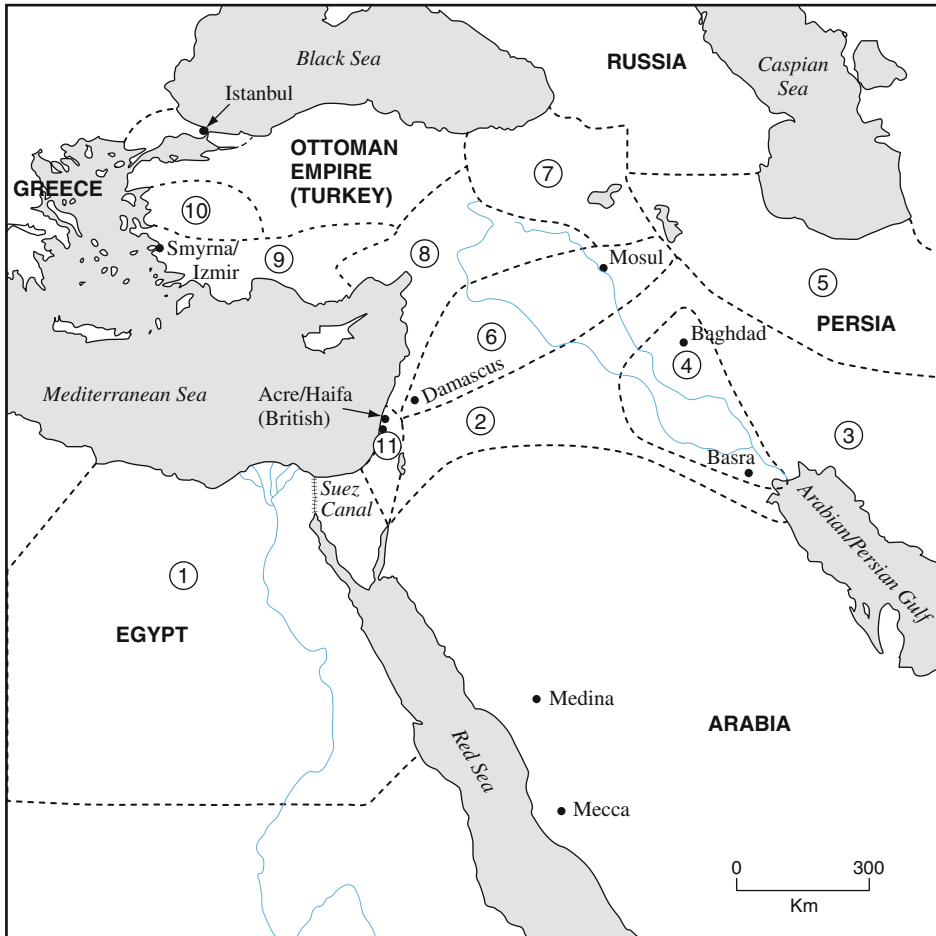 Black Sea
RUSSIA
Caspian
Sea
Istanbul
OTTOMAN
EMPIRE
(TURKEY)
GREECE
7
10
Smyrna/
Izmir
9
8
Mosul
5
PERSIA
6
Baghdad
4
Mediterranean Sea
Acre/Haifa
(British)
Damascus
2
11
3
Basra
Suez
Canal
Arabian/Persian Gulf
1
EGYPT
Medina
ARABIA
Red Sea
Mecca
0 300
Km